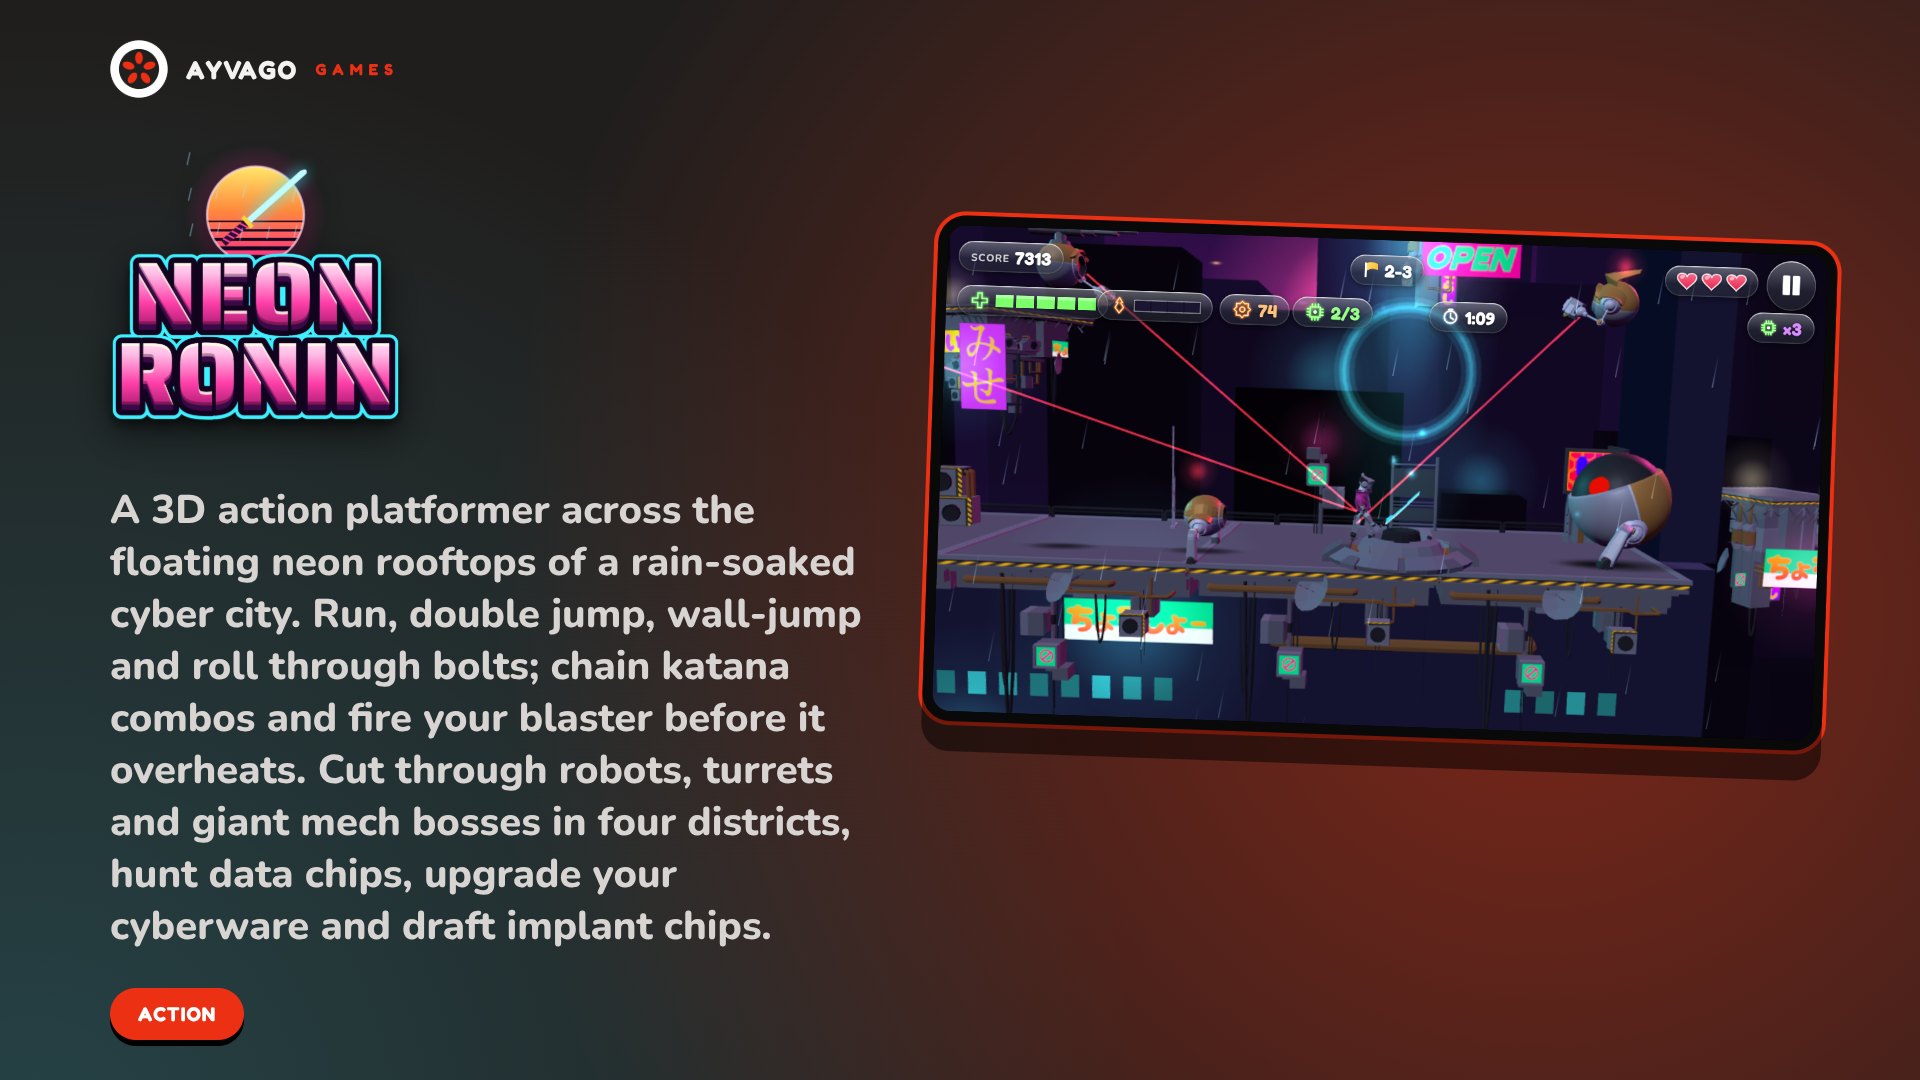 AYVAGO GAMES
NEON
RONIN
A 3D action platformer across the
floating neon rooftops of a rain-soaked
cyber city. Run, double jump, wall-jump
and roll through bolts; chain katana
combos and fire your blaster before it
overheats. Cut through robots, turrets
and giant mech bosses in four districts,
hunt data chips, upgrade your
cyberware and draft implant chips.
ACTION
SCORE 7313
2-3
OPEN
74
2/3
1:09
x3
みせ